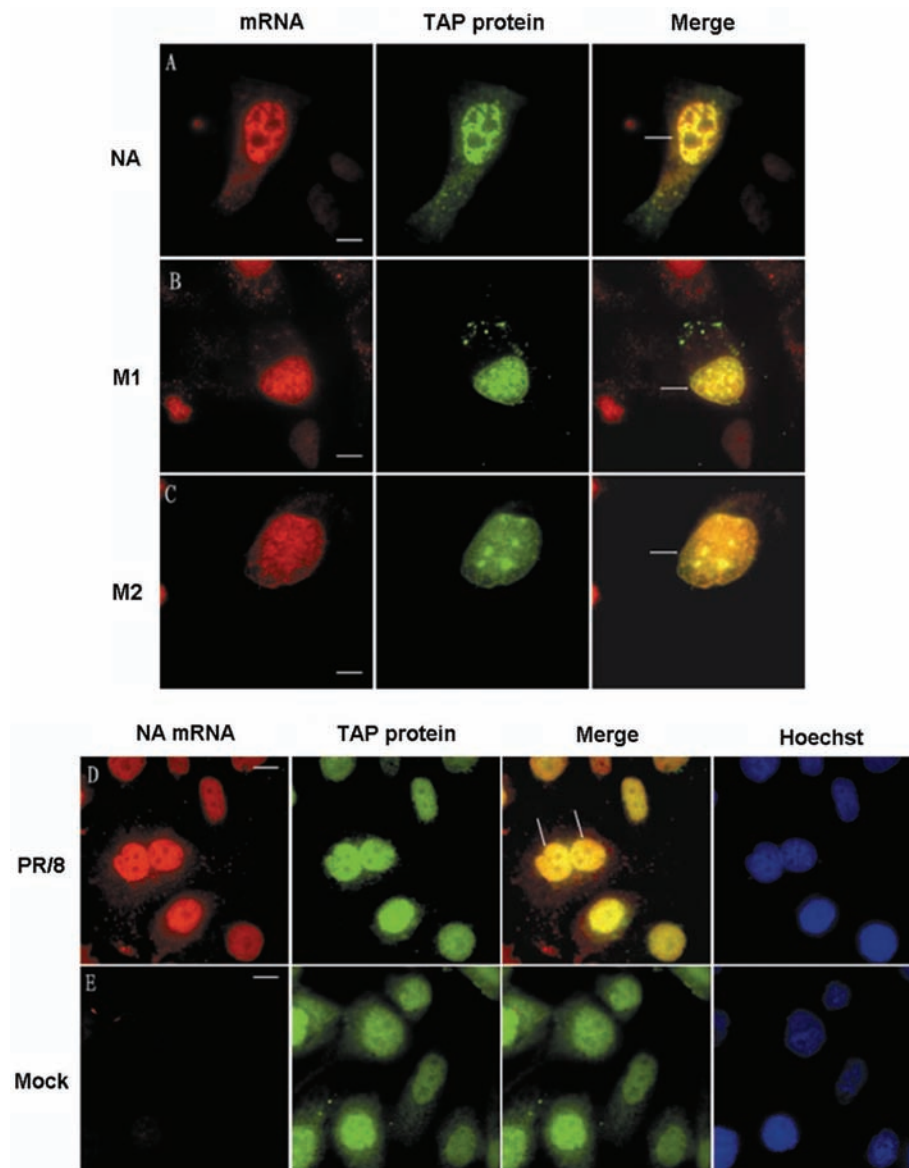 mRNA TAP protein Merge
A
NA
B
M1
C
M2
NA mRNA TAP protein Merge Hoechst
D
PR/8
E
Mock